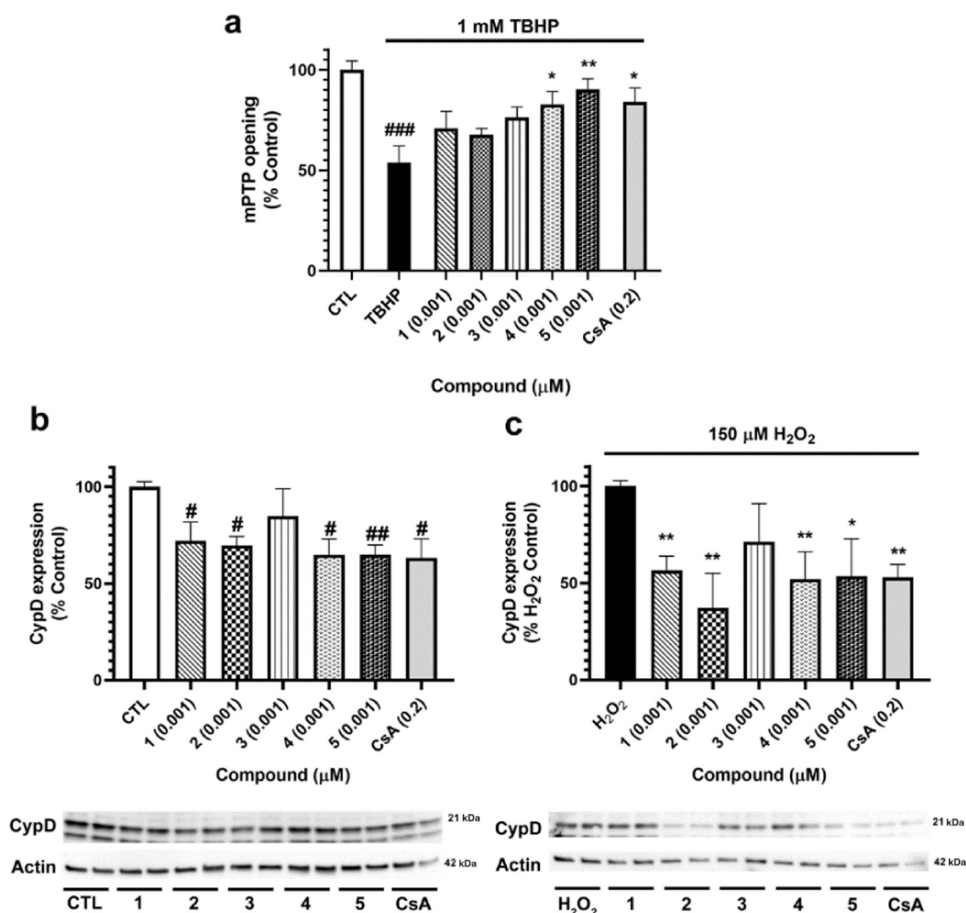 a
1 mM TBHP
mPTP opening
(% Control)
100
50
0
###
*
**
*
CTL
TBHP
1 (0.001)
2 (0.001)
3 (0.001)
4 (0.001)
5 (0.001)
CsA (0.2)
Compound (μM)
b
CypD expression
(% Control)
100
50
0
#
#
#
##
#
CTL
1 (0.001)
2 (0.001)
3 (0.001)
4 (0.001)
5 (0.001)
CsA (0.2)
Compound (μM)
CypD
21 kDa
Actin
42 kDa
CTL 1 2 3 4 5 CsA
c
150 μM H₂O₂
CypD expression
(% H₂O₂ Control)
100
50
0
**
**
**
*
**
H₂O₂
1 (0.001)
2 (0.001)
3 (0.001)
4 (0.001)
5 (0.001)
CsA (0.2)
Compound (μM)
CypD
21 kDa
Actin
42 kDa
H₂O₂ 1 2 3 4 5 CsA